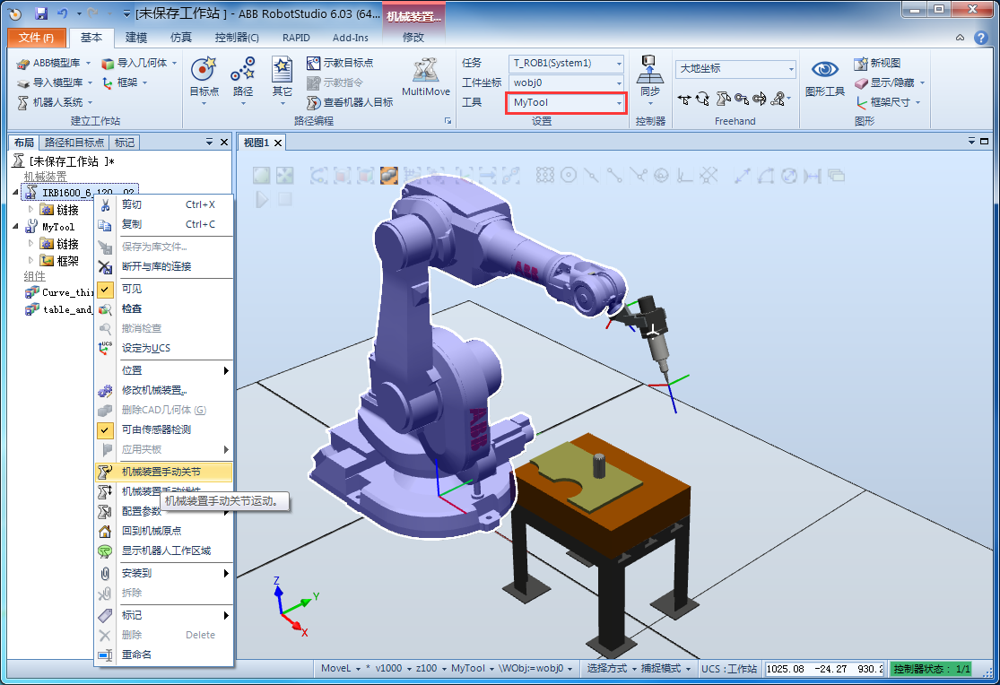 [未保存工作站 ] - ABB RobotStudio 6.03 (64...
机械装置...
文件(F) 基本 建模 仿真 控制器(C) RAPID Add-Ins 修改
ABB模型库 导入几何体
导入模型库 框架
机器人系统
建立工作站
目标点 路径 其它
示教目标点
示教指令
查看机器人目标
MultiMove
路径编程
任务 T_ROB1(System1)
工件坐标 wobj0
工具 MyTool
设置
同步
控制器
大地坐标
Freehand
图形工具
新视图
显示/隐藏
框架尺寸
图形
布局 路径和目标点 标记
视图1
[未保存工作站 ]*
机械装置
IRB1600_6_120__02
链接
MyTool
链接
框架
组件
Curve_thi
table_and_
剪切 Ctrl+X
复制 Ctrl+C
保存为库文件...
断开与库的连接
可见
检查
撤消检查
设定为UCS
位置
修改机械装置...
删除CAD几何体 (G)
可由传感器检测
应用夹板
机械装置手动关节
机械装置手动线性
机械装置手动关节运动。
配置参数
回到机械原点
显示机器人工作区域
安装到
拆除
标记
删除 Delete
重命名
ABB
ABB
Z
Y
X
MoveL * v1000 z100 MyTool \WObj:=wobj0 选择方式 捕捉模式 UCS : 工作站 1025.08 -24.27 930.2 控制器状态： 1/1